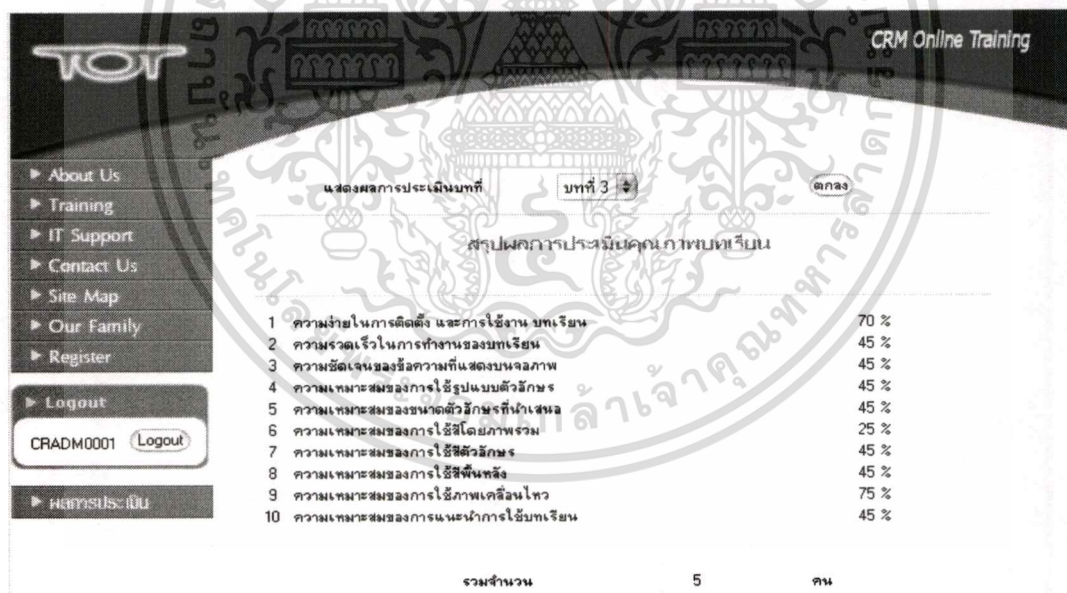 TOT
CRM Online Training
About Us
Training
IT Support
Contact Us
Site Map
Our Family
Register
Logout
CRADM0001 Logout
ผลการประเมิน
แสดงผลการประเมินบทที่ บทที่ 3 ตกลง
สรุปผลการประเมินคุณภาพบทเรียน
1 ความง่ายในการติดตั้ง และการใช้งาน บทเรียน 70 %
2 ความรวดเร็วในการทำงานของบทเรียน 45 %
3 ความชัดเจนของข้อความที่แสดงบนจอภาพ 45 %
4 ความเหมาะสมของการใช้รูปแบบตัวอักษร 45 %
5 ความเหมาะสมของขนาดตัวอักษรที่นำเสนอ 45 %
6 ความเหมาะสมของการใช้สีโดยภาพรวม 25 %
7 ความเหมาะสมของการใช้สีตัวอักษร 45 %
8 ความเหมาะสมของการใช้สีพื้นหลัง 45 %
9 ความเหมาะสมของการใช้ภาพเคลื่อนไหว 75 %
10 ความเหมาะสมของการแนะนำการใช้บทเรียน 45 %
รวมจำนวน 5 คน